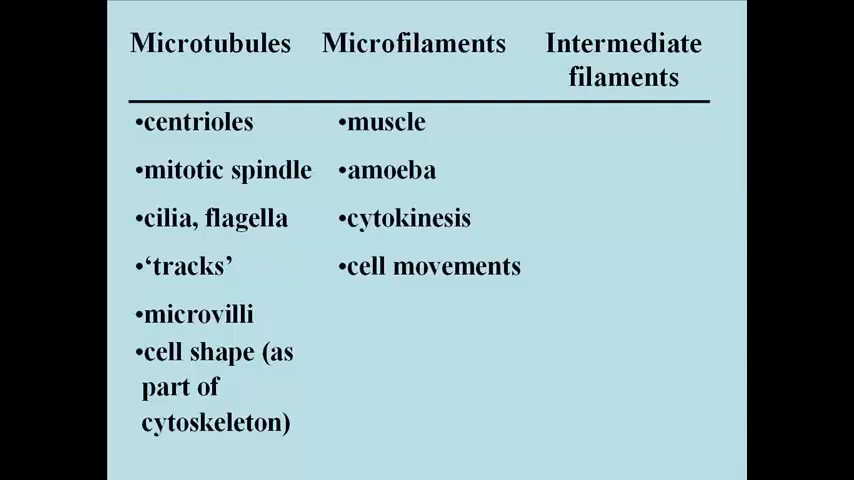 Microtubules Microfilaments Intermediate
filaments
•centrioles
•mitotic spindle
•cilia, flagella
•‘tracks’
•microvilli
•cell shape (as
part of
cytoskeleton)
•muscle
•amoeba
•cytokinesis
•cell movements